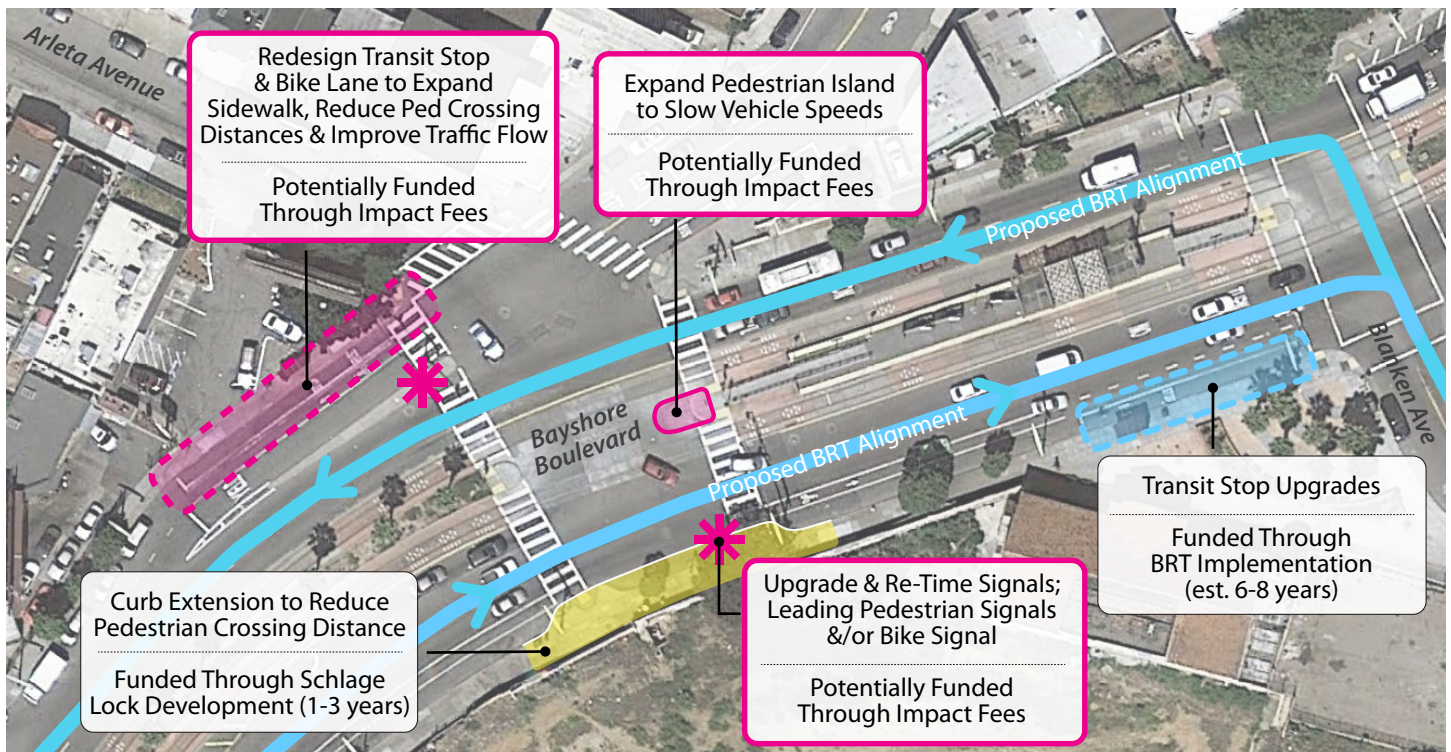 Arleta Avenue
Redesign Transit Stop
& Bike Lane to Expand
Sidewalk, Reduce Ped Crossing
Distances & Improve Traffic Flow
Potentially Funded
Through Impact Fees
Expand Pedestrian Island
to Slow Vehicle Speeds
Potentially Funded
Through Impact Fees
Proposed BRT Alignment
Bayshore
Boulevard
Proposed BRT Alignment
Blanken Ave
Transit Stop Upgrades
Funded Through
BRT Implementation
(est. 6-8 years)
Curb Extension to Reduce
Pedestrian Crossing Distance
Funded Through Schlage
Lock Development (1-3 years)
Upgrade & Re-Time Signals;
Leading Pedestrian Signals
&/or Bike Signal
Potentially Funded
Through Impact Fees